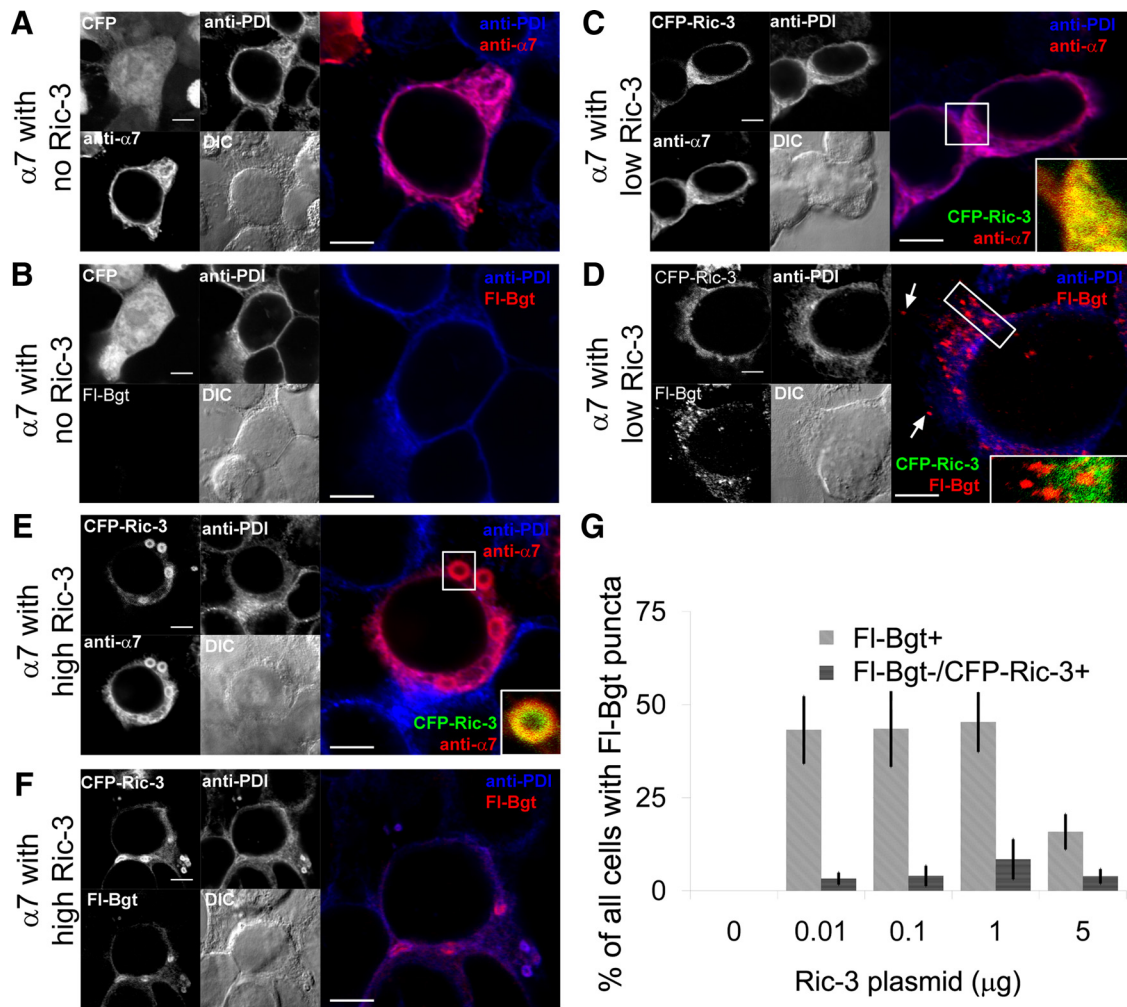 A
α7 with
no Ric-3
CFP
anti-PDI
anti-α7
DIC
anti-PDI
anti-α7
B
α7 with
no Ric-3
CFP
anti-PDI
Fl-Bgt
DIC
anti-PDI
Fl-Bgt
C
α7 with
low Ric-3
CFP-Ric-3
anti-PDI
anti-α7
DIC
anti-PDI
anti-α7
CFP-Ric-3
anti-α7
D
α7 with
low Ric-3
CFP-Ric-3
anti-PDI
Fl-Bgt
DIC
anti-PDI
Fl-Bgt
CFP-Ric-3
Fl-Bgt
E
α7 with
high Ric-3
CFP-Ric-3
anti-PDI
anti-α7
DIC
anti-PDI
anti-α7
CFP-Ric-3
anti-α7
F
α7 with
high Ric-3
CFP-Ric-3
anti-PDI
Fl-Bgt
DIC
anti-PDI
Fl-Bgt
G
% of all cells with Fl-Bgt puncta
75
50
25
0
Fl-Bgt+
Fl-Bgt-/CFP-Ric-3+
0 0.01 0.1 1 5
Ric-3 plasmid (μg)